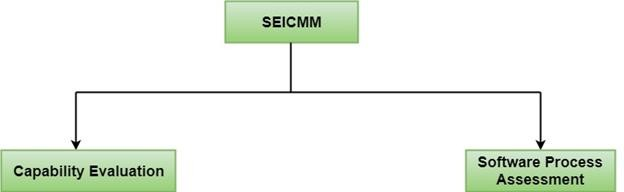 SEICMM
Capability Evaluation
Software Process
Assessment